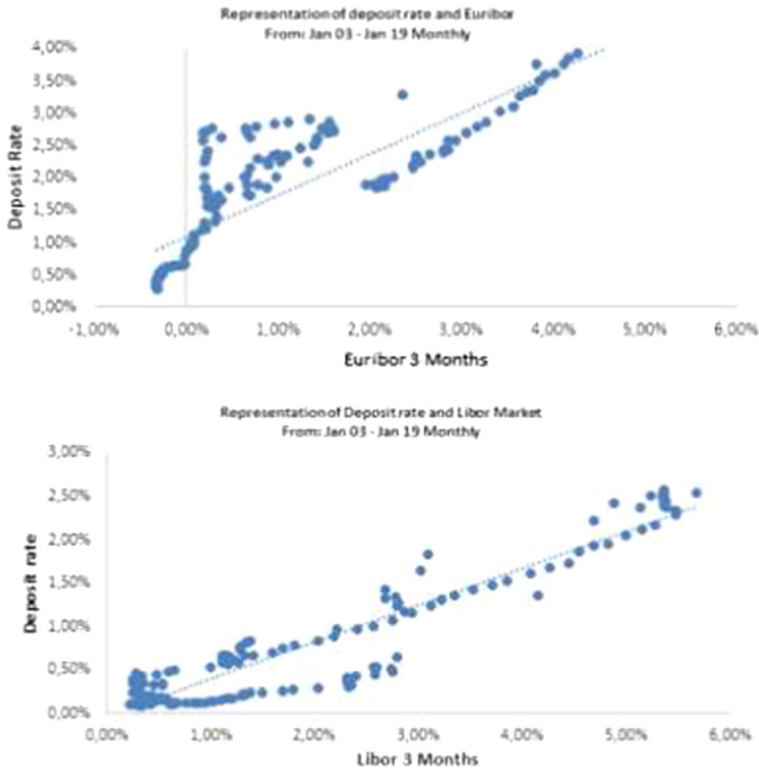 Representation of deposit rate and Euribor
From: Jan 03 - Jan 19 Monthly
4,00%
3,50%
3,00%
2,50%
2,00%
1,50%
1,00%
0,50%
0,00%
Deposit Rate
-1,00% 0,00% 1,00% 2,00% 3,00% 4,00% 5,00% 6,00%
Euribor 3 Months
Representation of Deposit rate and Libor Market
From: Jan 03 - Jan 19 Monthly
3,00%
2,50%
2,00%
1,50%
1,00%
0,50%
0,00%
Deposit rate
0,00% 1,00% 2,00% 3,00% 4,00% 5,00% 6,00%
Libor 3 Months